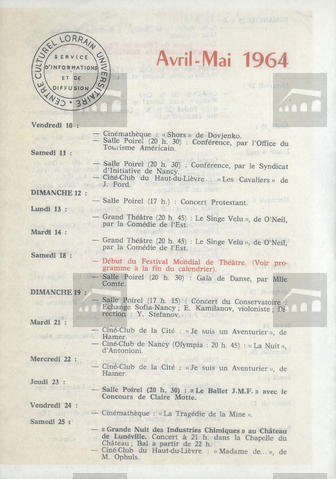 CENTRE CULTUREL LORRAIN UNIVERSITAIRE
SERVICE
D'INFORMATIONS
ET DE
DIFFUSION
Avril-Mai 1964
Vendredi 10 :
— Cinémathèque : «Shors» de Dovjenko.
— Salle Poirel (20 h. 30) : Conférence, par l'Office du
Tourisme Américain.
Samedi 11 :
— Salle Poirel (20 h. 30) : Conférence, par le Syndicat
d'Initiative de Nancy.
— Ciné-Club du Haut-du-Lièvre : «Les Cavaliers» de
J. Ford.
DIMANCHE 12 :
— Salle Poirel (17 h.) : Concert Protestant.
Lundi 13 :
— Grand Théâtre (20 h. 45) : Le Singe Velu», de O'Neil,
par la Comédie de l'Est.
Mardi 14 :
— Grand Théâtre (20 h. 45) : Le Singe Velu», de O'Neil,
par la Comédie de l'Est.
Samedi 18 :
— Début du Festival Mondial de Théâtre. (Voir pro-
gramme à la fin du calendrier).
— Salle Poirel (20 h. 30) : Gala de Danse, par Mlle
Comte.
DIMANCHE 19 :
— Salle Poirel (17 h. 15) : Concert du Conservatoire :
Echange Sofia-Nancy ; E. Kamilanov, violoniste ; Di-
rection : Y. Stefanov.
Mardi 21 :
— Ciné-Club de la Cité : «Je suis un Aventurier», de
Hamer.
— Ciné-Club de Nancy (Olympia : 20 h. 45) : «La Nuit»,
d'Antonioni.
Mercredi 22 :
— Ciné-Club de la Cité : «Je suis un Aventurier», de
Hamer.
Jeudi 23 :
— Salle Poirel (20 h. 30) : «Le Ballet J.M.F.» avec le
Concours de Claire Motte.
Vendredi 24 :
— Cinémathèque : «La Tragédie de la Mine».
Samedi 25 :
— «Grande Nuit des Industries Chimiques» au Château
de Lunéville. Concert à 21 h. dans la Chapelle du
Château ; Bal à partir de 22 h.
— Ciné-Club du Haut-du-Lièvre : «Madame de...», de
M. Ophuls.